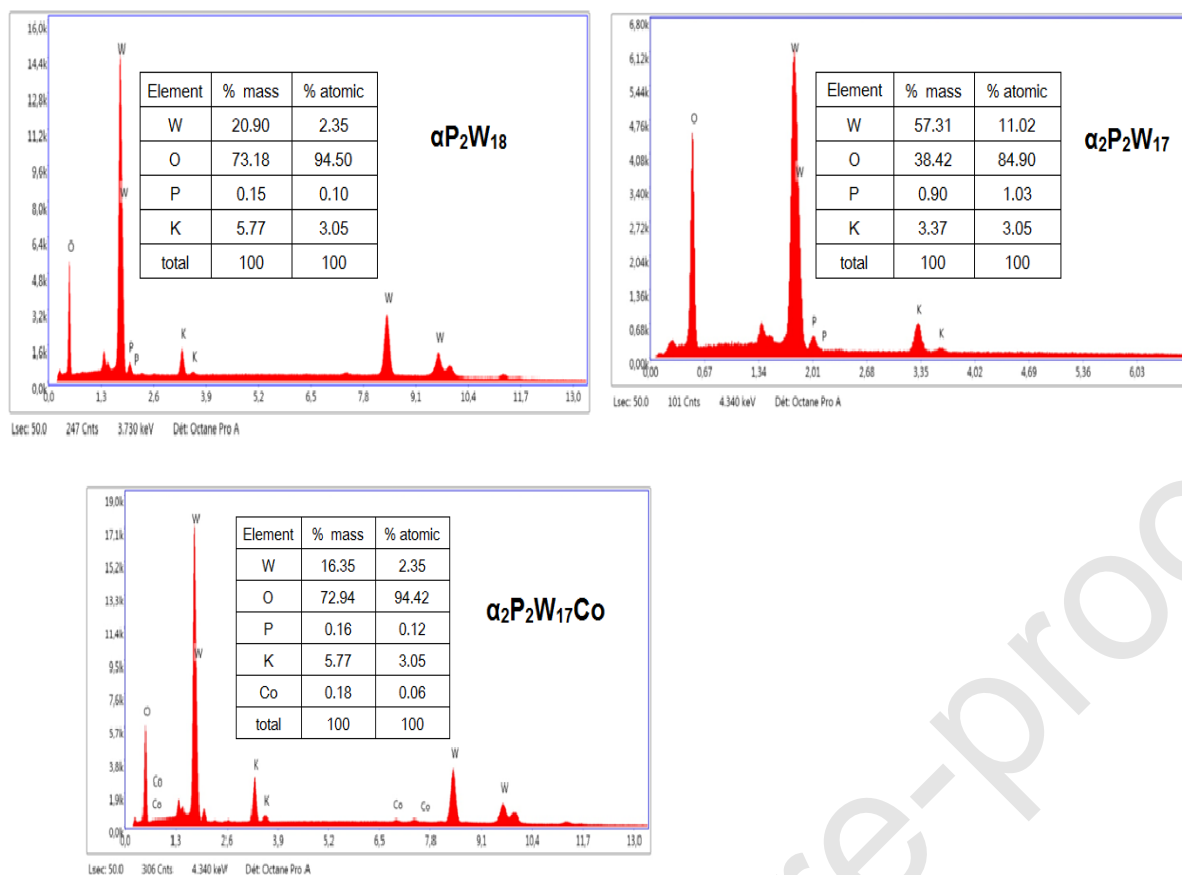 16,0k
14,4k
12,8k
11,2k
9,6k
8,0k
6,4k
4,8k
3,2k
1,6k
0,0k
0,0 1,3 2,6 3,9 5,2 6,5 7,8 9,1 10,4 11,7 13,0
W
W
O
P
P
K
K
W
W
Element % mass % atomic
W 20.90 2.35
O 73.18 94.50
P 0.15 0.10
K 5.77 3.05
total 100 100
αP₂W₁₈
Lsec: 50.0 247 Cnts 3.730 keV Dét: Octane Pro A
6,80k
6,12k
5,44k
4,76k
4,08k
3,40k
2,72k
2,04k
1,36k
0,68k
0,00k
0,00 0,67 1,34 2,01 2,68 3,35 4,02 4,69 5,36 6,03
O
W
W
P
P
K
K
Element % mass % atomic
W 57.31 11.02
O 38.42 84.90
P 0.90 1.03
K 3.37 3.05
total 100 100
α₂P₂W₁₇
Lsec: 50.0 101 Cnts 4.340 keV Dét: Octane Pro A
19,0k
17,1k
15,2k
13,3k
11,4k
9,5k
7,6k
5,7k
3,8k
1,9k
0,0k
0,0 1,3 2,6 3,9 5,2 6,5 7,8 9,1 10,4 11,7 13,0
W
W
O
Co
Co
K
K
Co
Co
W
W
Element % mass % atomic
W 16.35 2.35
O 72.94 94.42
P 0.16 0.12
K 5.77 3.05
Co 0.18 0.06
total 100 100
α₂P₂W₁₇Co
Lsec: 50.0 306 Cnts 4.340 keV Dét: Octane Pro A